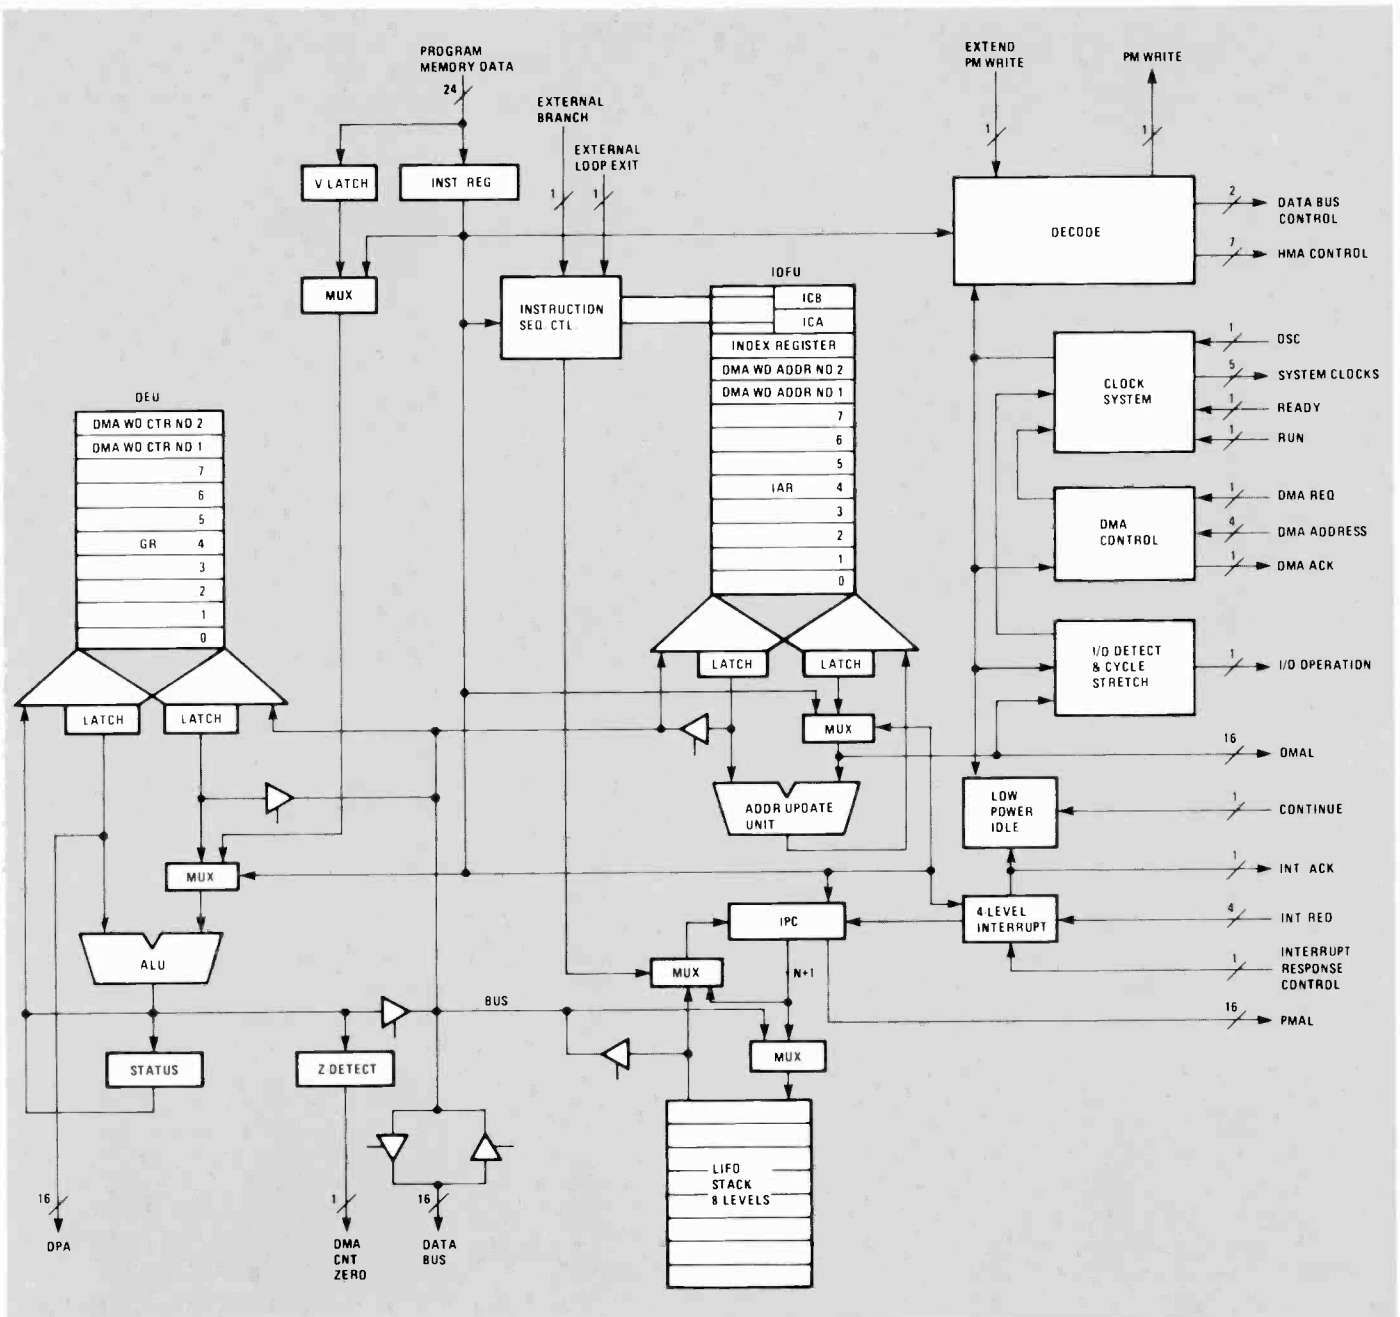 PROGRAM
MEMORY DATA
24
EXTERNAL
BRANCH
EXTERNAL
LOOP EXIT
1
1
EXTEND
PM WRITE
PM WRITE
1
1
V LATCH
INST REG
DECODE
2
DATA BUS
CONTROL
7
HMA CONTROL
MUX
INSTRUCTION
SEQ. CTL.
IOFU
ICB
ICA
INDEX REGISTER
DMA WD ADDR NO 2
DMA WD ADDR NO 1
7
6
5
IAR 4
3
2
1
0
CLOCK
SYSTEM
1
OSC
5
SYSTEM CLOCKS
1
READY
1
RUN
DEU
DMA WD CTR NO 2
DMA WD CTR NO 1
7
6
5
GR 4
3
2
1
0
DMA
CONTROL
1
DMA REQ
4
DMA ADDRESS
1
DMA ACK
I/O DETECT
& CYCLE
STRETCH
1
I/O OPERATION
LATCH
LATCH
LATCH
LATCH
MUX
16
OMAL
ADDR UPDATE
UNIT
LOW
POWER
IDLE
1
CONTINUE
MUX
1
INT ACK
IPC
4-LEVEL
INTERRUPT
4
INT REQ
ALU
MUX
N+1
1
INTERRUPT
RESPONSE
CONTROL
BUS
16
PMAL
STATUS
Z DETECT
MUX
LIFO
STACK
8 LEVELS
16
DPA
1
DMA
CNT
ZERO
16
DATA
BUS